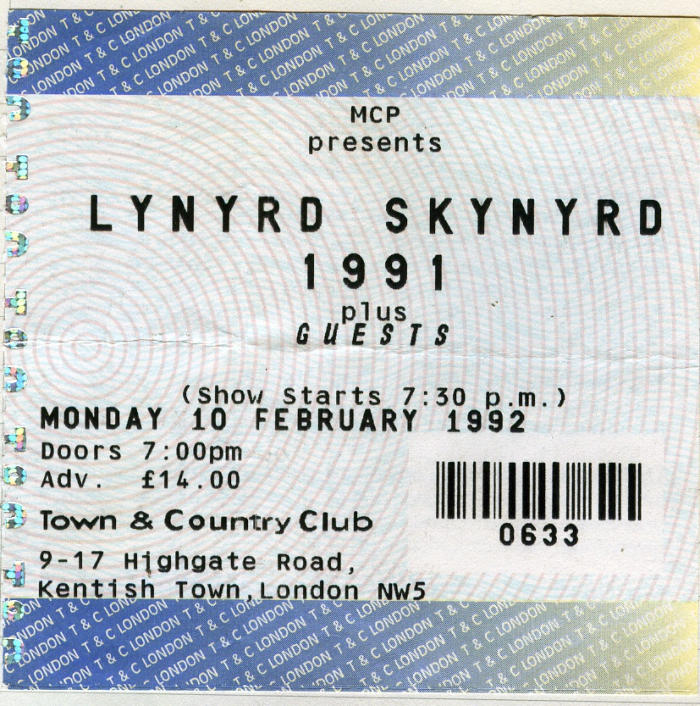 MCP
presents
LYNYRD SKYNYRD
1991
plus
GUESTS
(Show Starts 7:30 p.m.)
MONDAY 10 FEBRUARY 1992
Doors 7:00pm
Adv. £14.00
Town & Country Club
0633
9-17 Highgate Road,
Kentish Town, London NW5